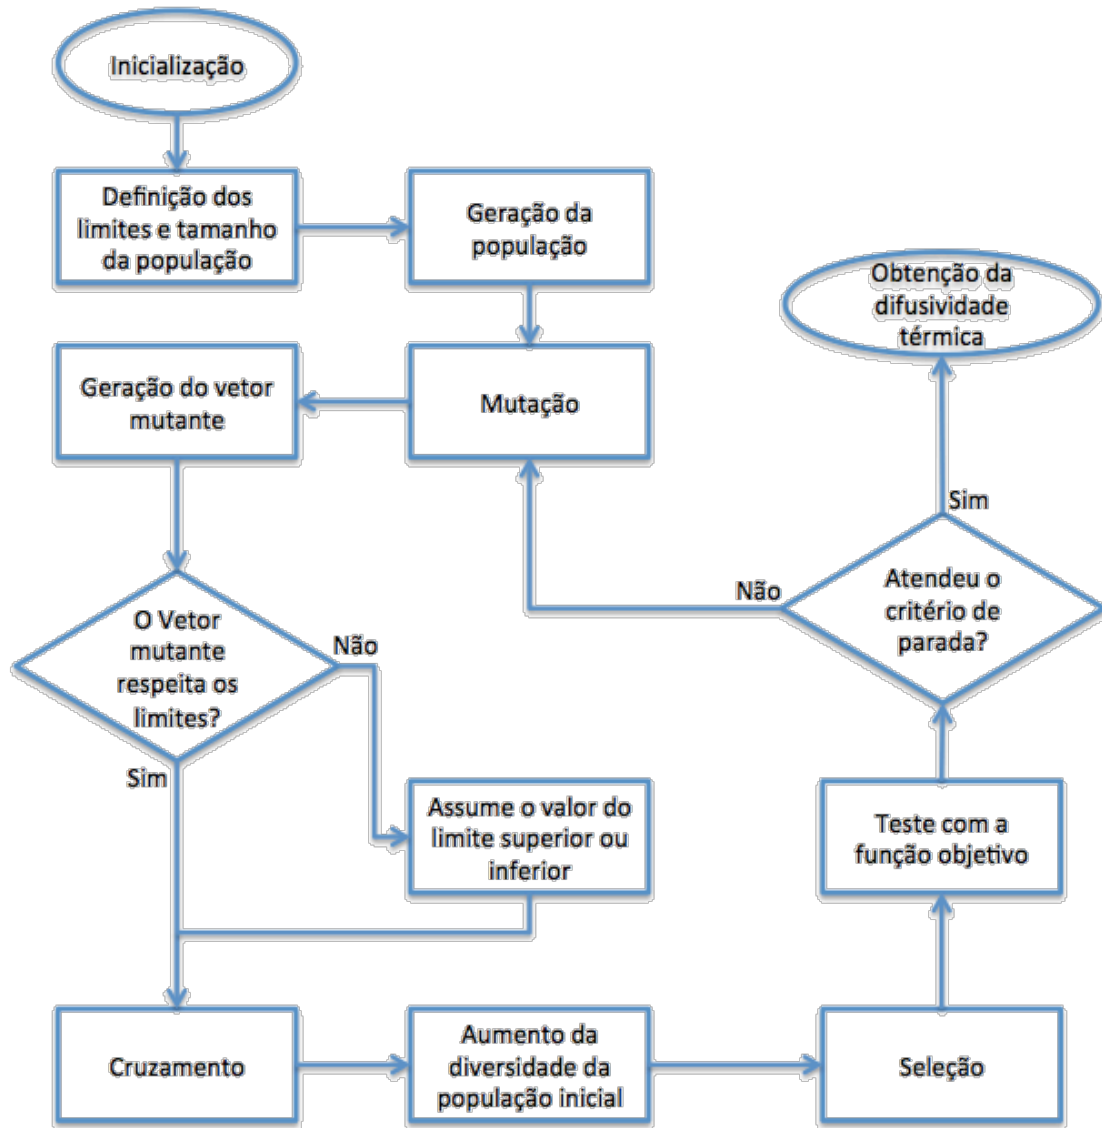 Inicialização
Definição dos
limites e tamanho
da população
Geração da
população
Mutação
Geração do vetor
mutante
O Vetor
mutante
respeita os
limites?
Não
Sim
Assume o valor do
limite superior ou
inferior
Cruzamento
Aumento da
diversidade da
população inicial
Seleção
Teste com a
função objetivo
Atendeu o
critério de
parada?
Não
Sim
Obtenção da
difusividade
térmica